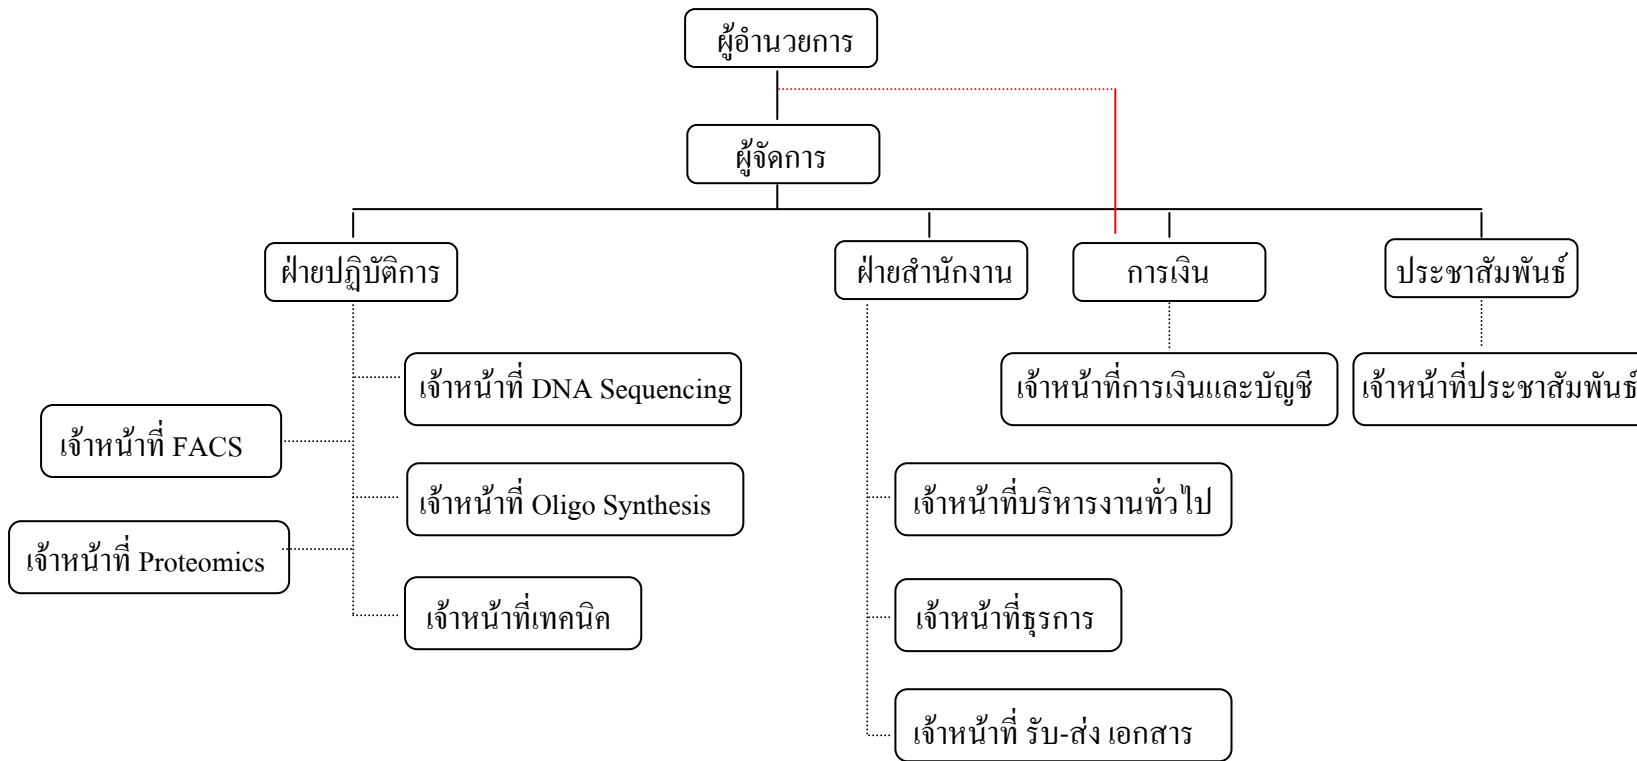 ผู้อำนวยการ
ผู้จัดการ
ฝ่ายปฏิบัติการ
ฝ่ายสำนักงาน
การเงิน
ประชาสัมพันธ์
เจ้าหน้าที่ DNA Sequencing
เจ้าหน้าที่การเงินและบัญชี
เจ้าหน้าที่ประชาสัมพันธ์
เจ้าหน้าที่ FACS
เจ้าหน้าที่ Oligo Synthesis
เจ้าหน้าที่บริหารงานทั่วไป
เจ้าหน้าที่ Proteomics
เจ้าหน้าที่เทคนิค
เจ้าหน้าที่ธุรการ
เจ้าหน้าที่ รับ-ส่ง เอกสาร